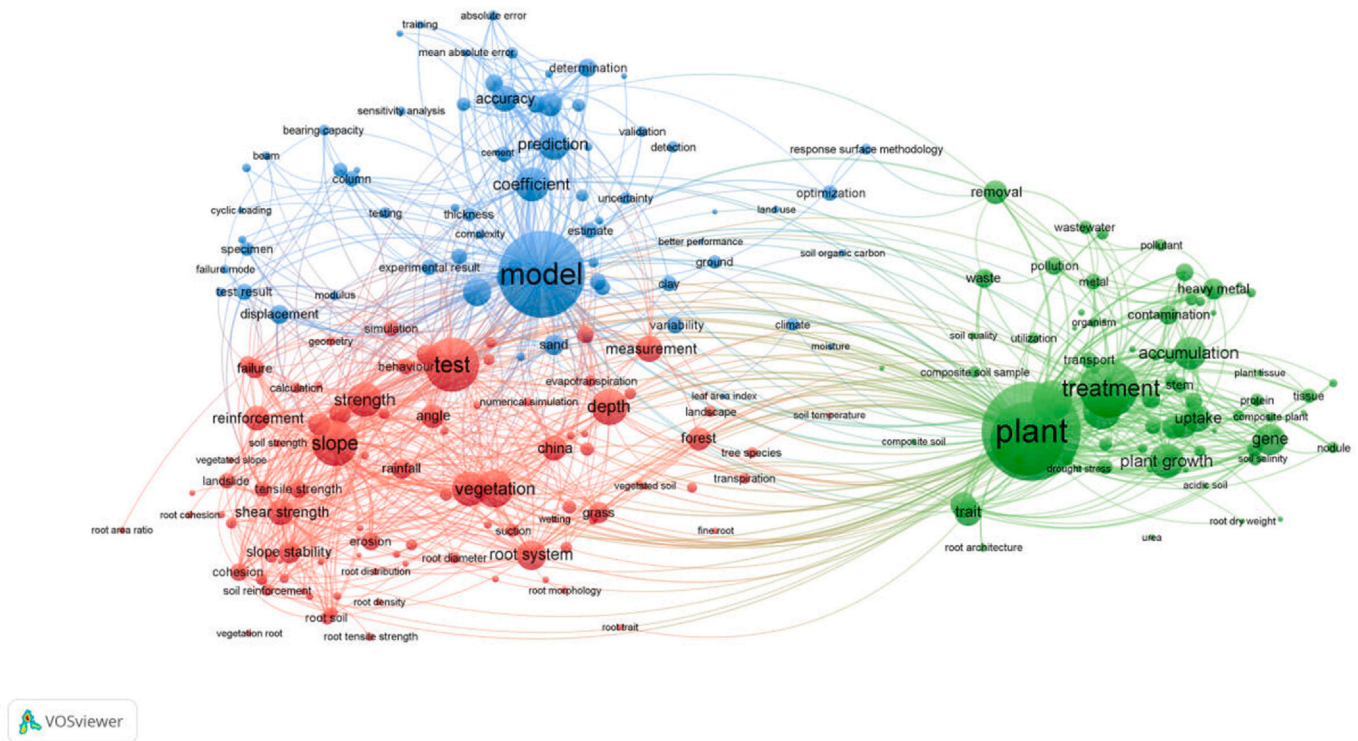 absolute error
training
mean absolute error
determination
accuracy
sensitivity analysis
bearing capacity
validation
prediction
detection
response surface methodology
cement
beam
column
coefficient
removal
optimization
uncertainty
cyclic loading
testing
thickness
land use
wastewater
complexity
estimate
better performance
pollutant
specimen
soil organic carbon
failure mode
experimental result
model
ground
pollution
waste
metal
clay
heavy metal
test result
modulus
displacement
contamination
simulation
variability
climate
organism
geometry
sand
soil quality
utilization
measurement
moisture
accumulation
failure
behaviour
test
transport
composite soil sample
plant tissue
calculation
evapotranspiration
treatment
stem
strength
numerical simulation
leaf area index
protein
tissue
depth
landscape
reinforcement
angle
soil temperature
uptake
composite plant
slope
plant
soil strength
china
forest
composite soil
gene
nodule
vegetated slope
tree species
soil salinity
plant growth
rainfall
drought stress
landslide
transpiration
tensile strength
vegetation
vegetated soil
acidic soil
root cohesion
shear strength
grass
trait
wetting
root dry weight
root area ratio
suction
fine root
urea
erosion
root architecture
slope stability
root diameter
root system
cohesion
root distribution
soil reinforcement
root morphology
root density
root soil
root trait
vegetation root
root tensile strength
VOSviewer